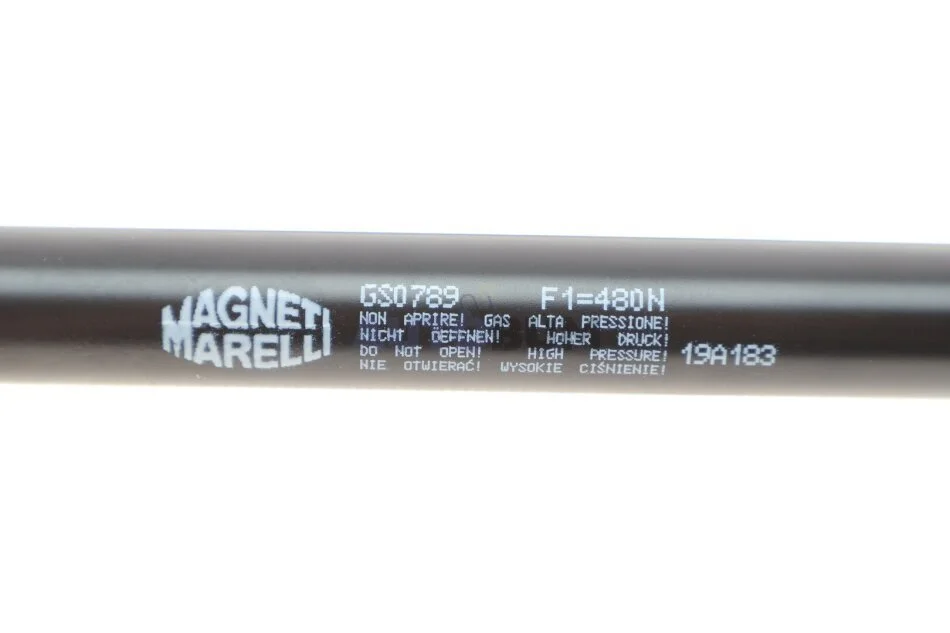 MAGNETI
MARELLI
GS0789 F1=480N
NON APRIRE! GAS ALTA PRESSIONE!
NICHT ÖEFFNEN! HOHER DRUCK!
DO NOT OPEN! HIGH PRESSURE!
NIE OTWIERAĆ! WYSOKIE CIŚNIENIE!
19A183